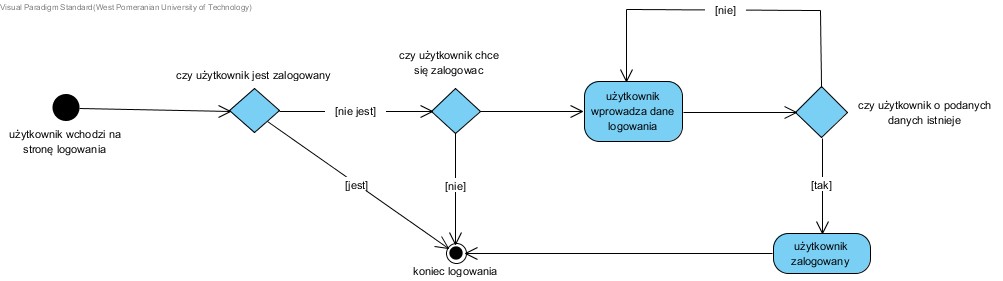 Visual Paradigm Standard(West Pomeranian University of Technology)
[nie]
czy użytkownik chce
się zalogowac
czy użytkownik jest zalogowany
użytkownik
wprowadza dane
logowania
czy użytkownik o podanych
danych istnieje
[nie jest]
użytkownik wchodzi na
stronę logowania
[jest]
[nie]
[tak]
użytkownik
zalogowany
koniec logowania